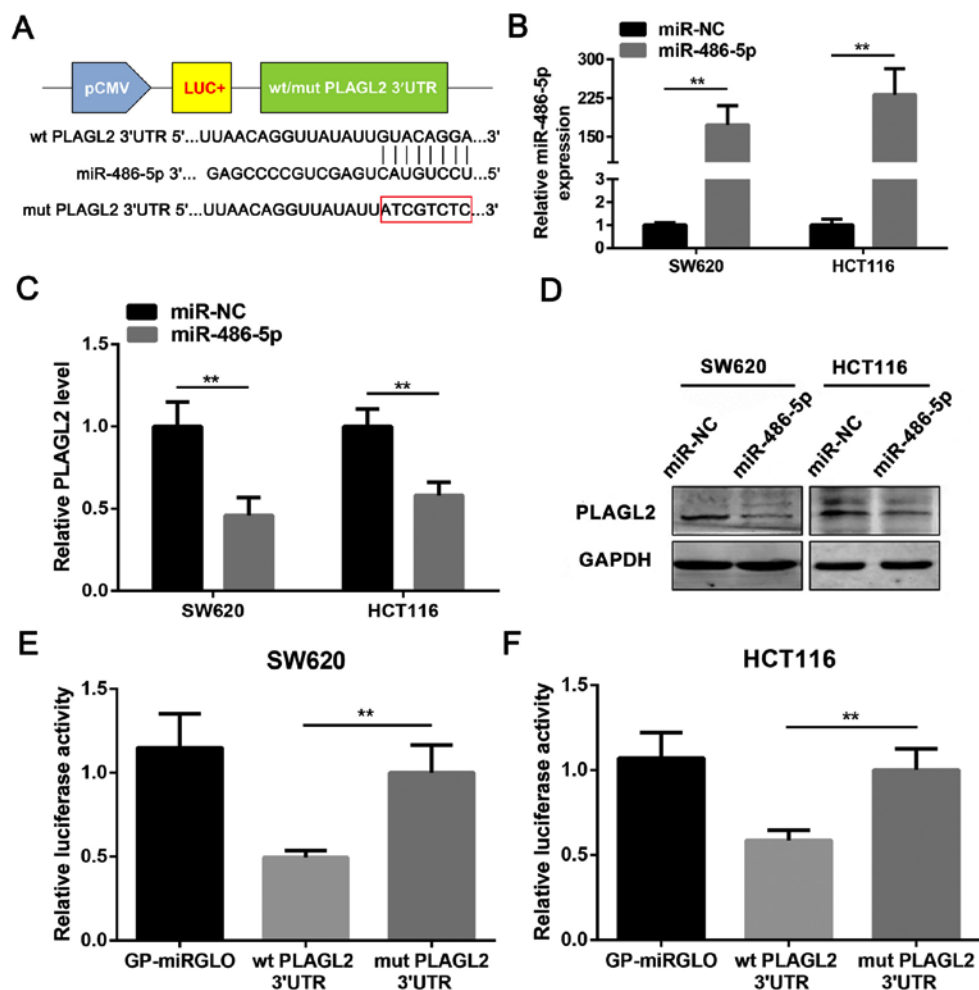 A
pCMV
LUC+
wt/mut PLAGL2 3'UTR
wt PLAGL2 3'UTR 5'...UUAACAGGUUAUAUUGUACAGGA...3'
miR-486-5p 3' GAGCCCCGUCGAGUCAUGUCCU...5'
mut PLAGL2 3'UTR 5'...UUAACAGGUUAUAUUATCGTCTC...3'
B
miR-NC
miR-486-5p
Relative miR-486-5p
expression
300
225
150
1
0
**
**
SW620
HCT116
C
miR-NC
miR-486-5p
Relative PLAGL2 level
1.5
1.0
0.5
0.0
**
**
SW620
HCT116
D
SW620
HCT116
miR-NC
miR-486-5p
miR-NC
miR-486-5p
PLAGL2
GAPDH
E
SW620
Relative luciferase activity
1.5
1.0
0.5
0.0
**
GP-miRGLO
wt PLAGL2
3'UTR
mut PLAGL2
3'UTR
F
HCT116
Relative luciferase activity
1.5
1.0
0.5
0.0
**
GP-miRGLO
wt PLAGL2
3'UTR
mut PLAGL2
3'UTR